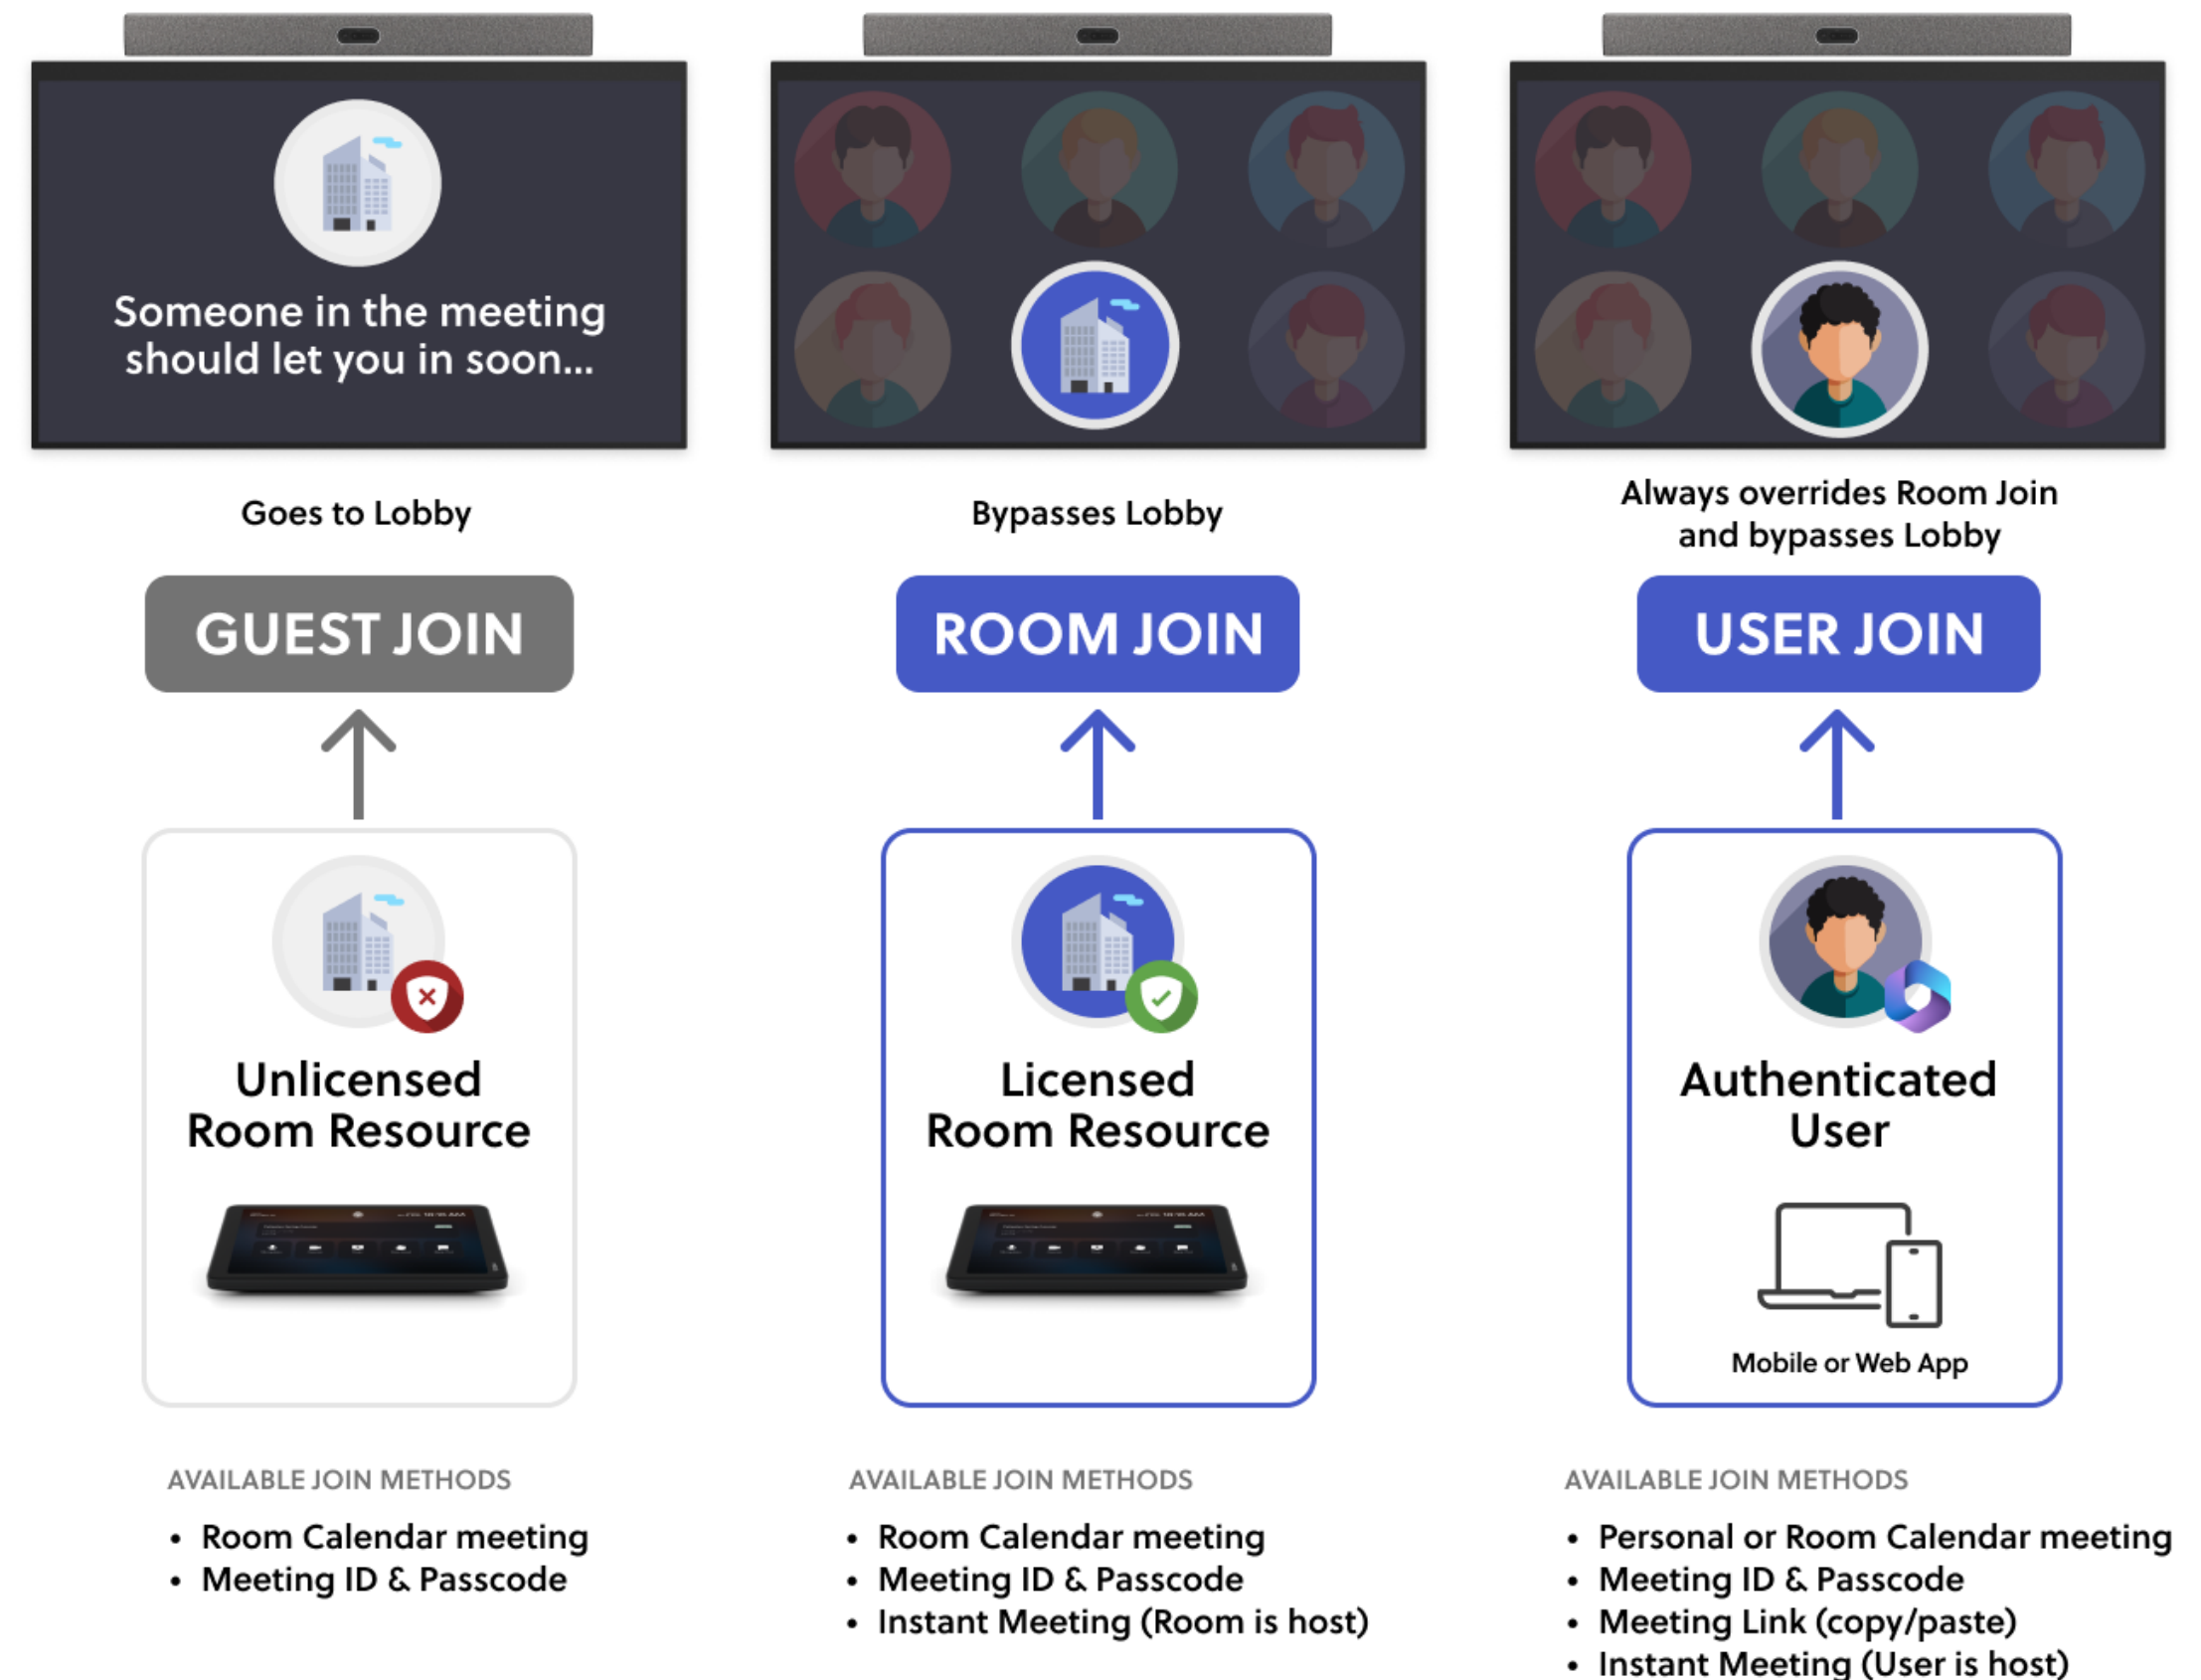 Someone in the meeting
should let you in soon...
Goes to Lobby
GUEST JOIN
Unlicensed
Room Resource
AVAILABLE JOIN METHODS
• Room Calendar meeting
• Meeting ID & Passcode
Bypasses Lobby
ROOM JOIN
Licensed
Room Resource
AVAILABLE JOIN METHODS
• Room Calendar meeting
• Meeting ID & Passcode
• Instant Meeting (Room is host)
Always overrides Room Join
and bypasses Lobby
USER JOIN
Authenticated
User
Mobile or Web App
AVAILABLE JOIN METHODS
• Personal or Room Calendar meeting
• Meeting ID & Passcode
• Meeting Link (copy/paste)
• Instant Meeting (User is host)